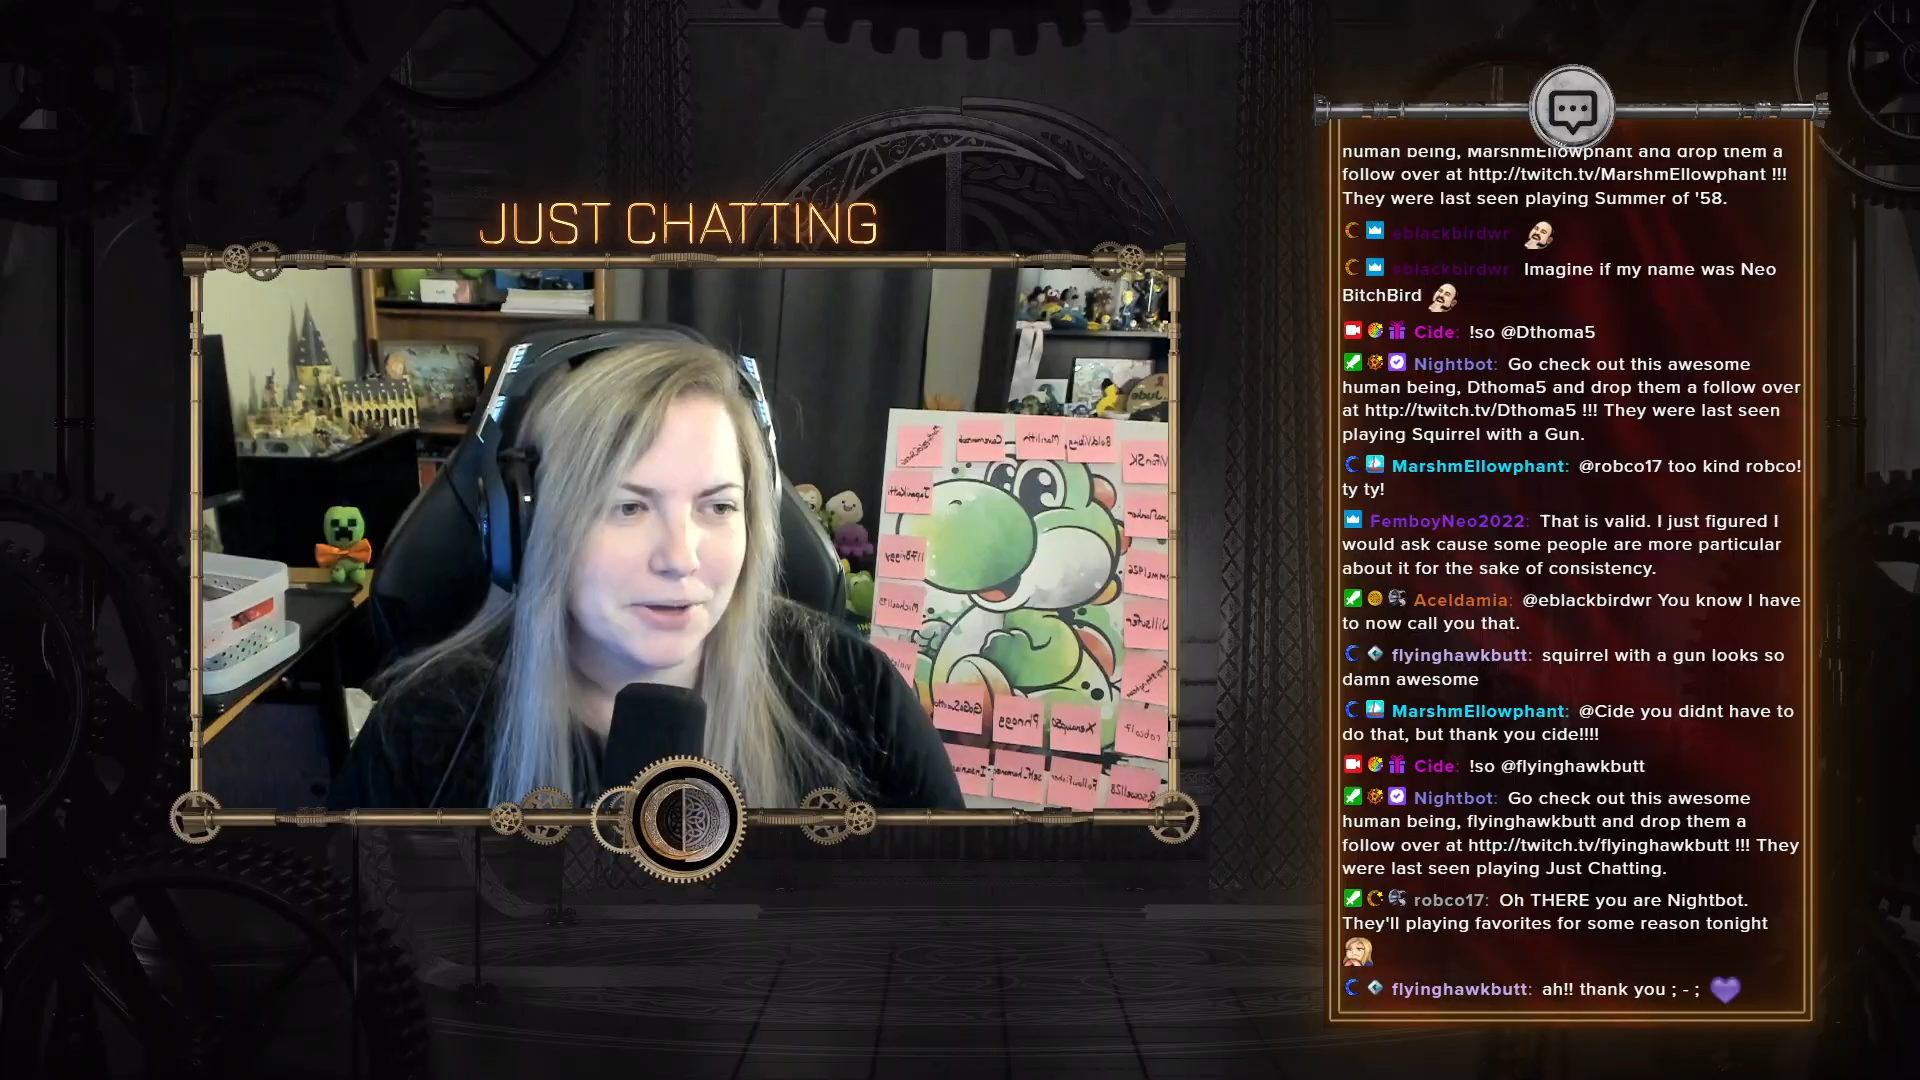 JUST CHATTING
human being, MarshmEllowphant and drop them a
follow over at http://twitch.tv/MarshmEllowphant !!!
They were last seen playing Summer of '58.
eblackbirdwr
eblackbirdwr Imagine if my name was Neo
BitchBird
Cide: !so @Dthoma5
Nightbot: Go check out this awesome
human being, Dthoma5 and drop them a follow over
at http://twitch.tv/Dthoma5 !!! They were last seen
playing Squirrel with a Gun.
MarshmEllowphant: @robco17 too kind robco!
ty ty!
FemboyNeo2022: That is valid. I just figured I
would ask cause some people are more particular
about it for the sake of consistency.
Aceldamia: @eblackbirdwr You know I have
to now call you that.
flyinghawkbutt: squirrel with a gun looks so
damn awesome
MarshmEllowphant: @Cide you didnt have to
do that, but thank you cide!!!!
Cide: !so @flyinghawkbutt
Nightbot: Go check out this awesome
human being, flyinghawkbutt and drop them a
follow over at http://twitch.tv/flyinghawkbutt !!! They
were last seen playing Just Chatting.
robco17: Oh THERE you are Nightbot.
They'll playing favorites for some reason tonight
flyinghawkbutt: ah!! thank you ; - ;
BaldViking
Phregg
robco17